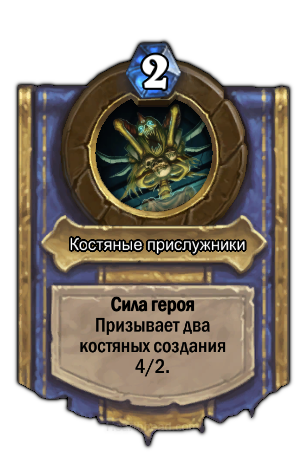 2
Костяные прислужники
Сила героя
Призывает два
костяных создания
4/2.